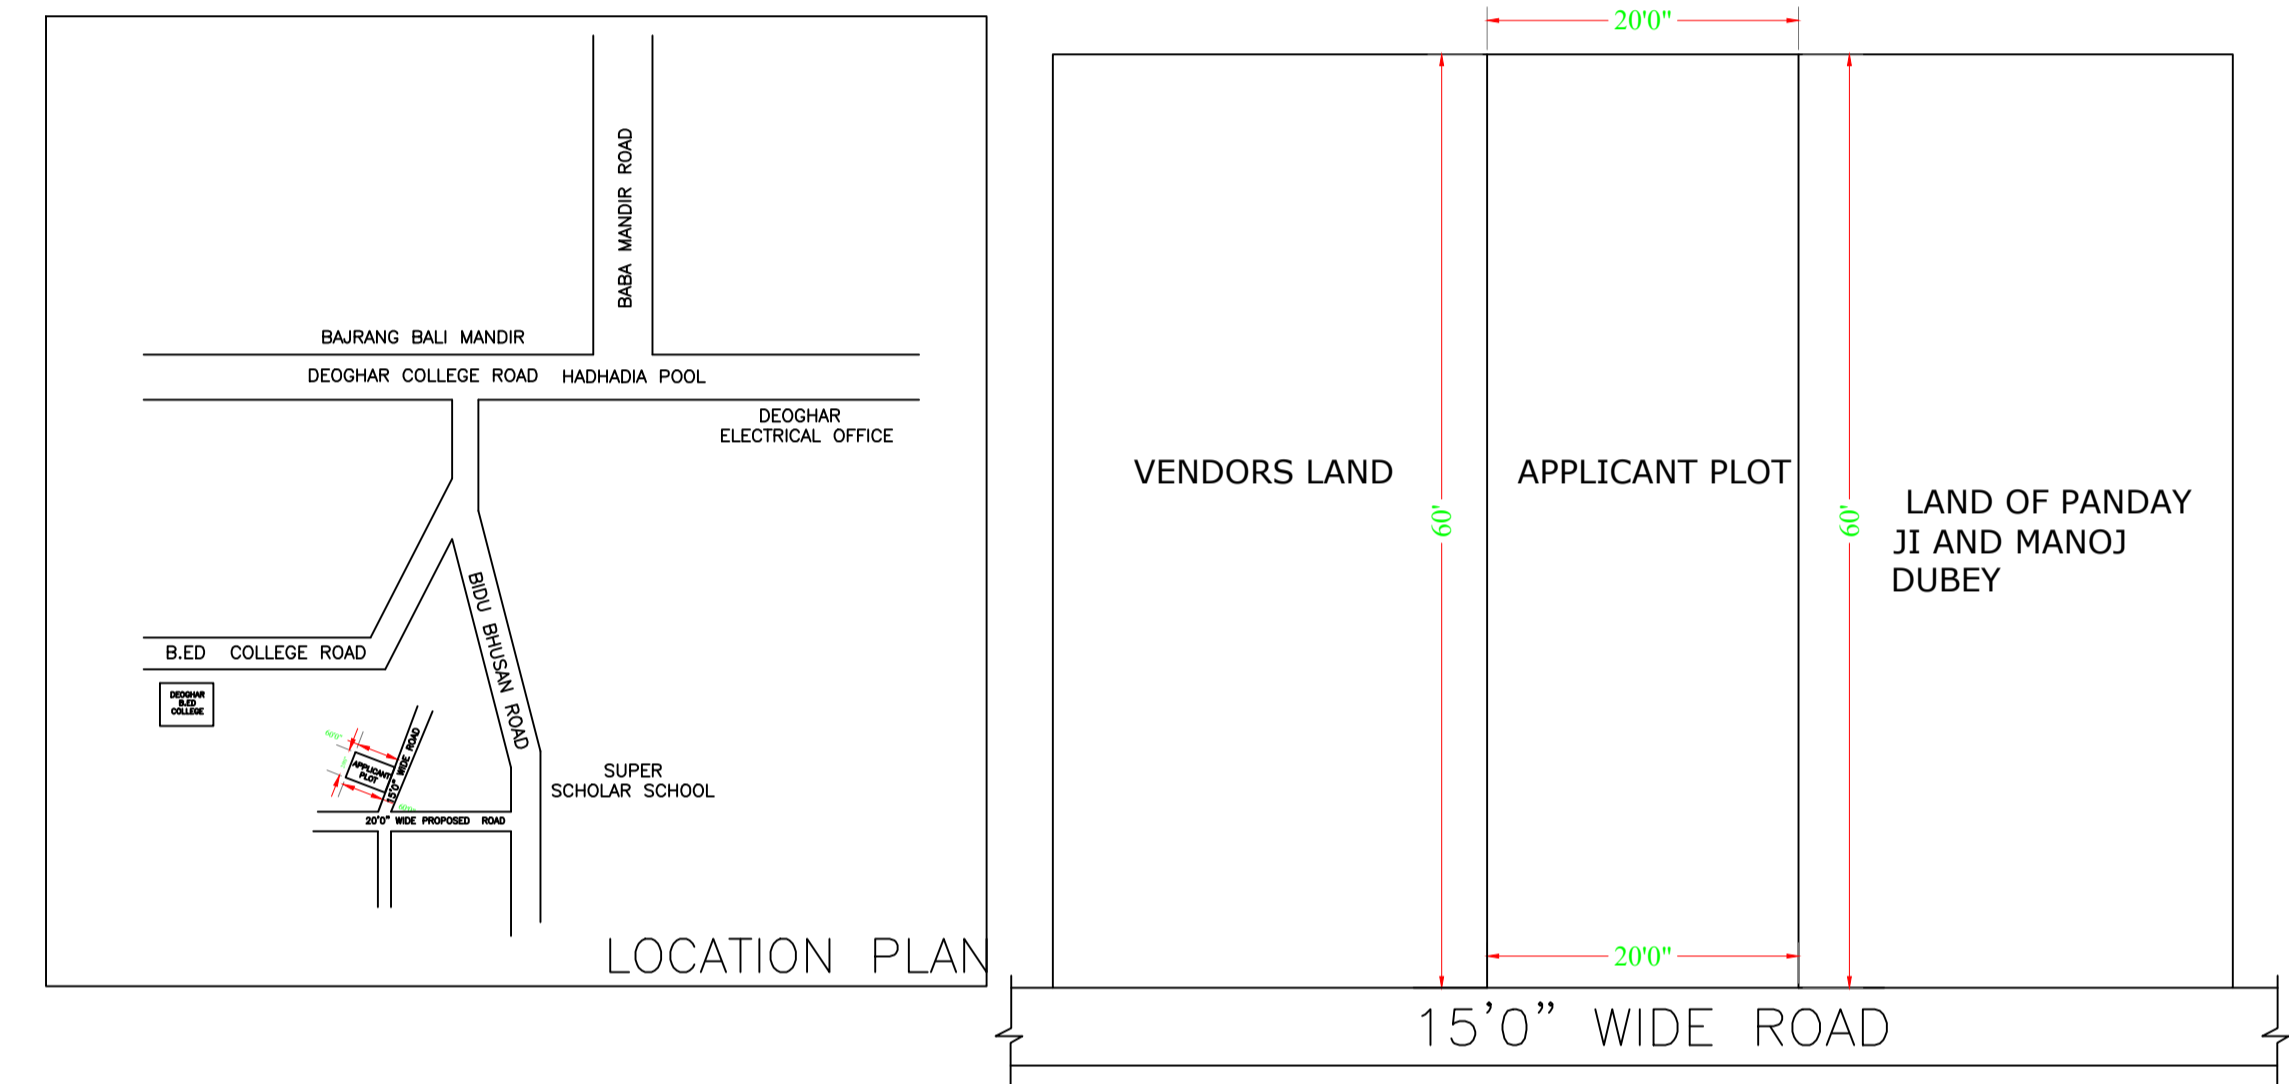 BABA MANDIR ROAD
BAJRANG BALI MANDIR
DEOGHAR COLLEGE ROAD HADHADIA POOL
DEOGHAR
ELECTRICAL OFFICE
BIDU BHUSAN ROAD
B.ED COLLEGE ROAD
DEOGHAR
B.ED
COLLEGE
60'0"
APPLICANT
PLOT
15'0" WIDE ROAD
20'0" WIDE PROPOSED ROAD
SUPER
SCHOLAR SCHOOL
LOCATION PLAN
20'0"
VENDORS LAND
60'
APPLICANT PLOT
60'
LAND OF PANDAY
JI AND MANOJ
DUBEY
20'0"
15’0” WIDE ROAD